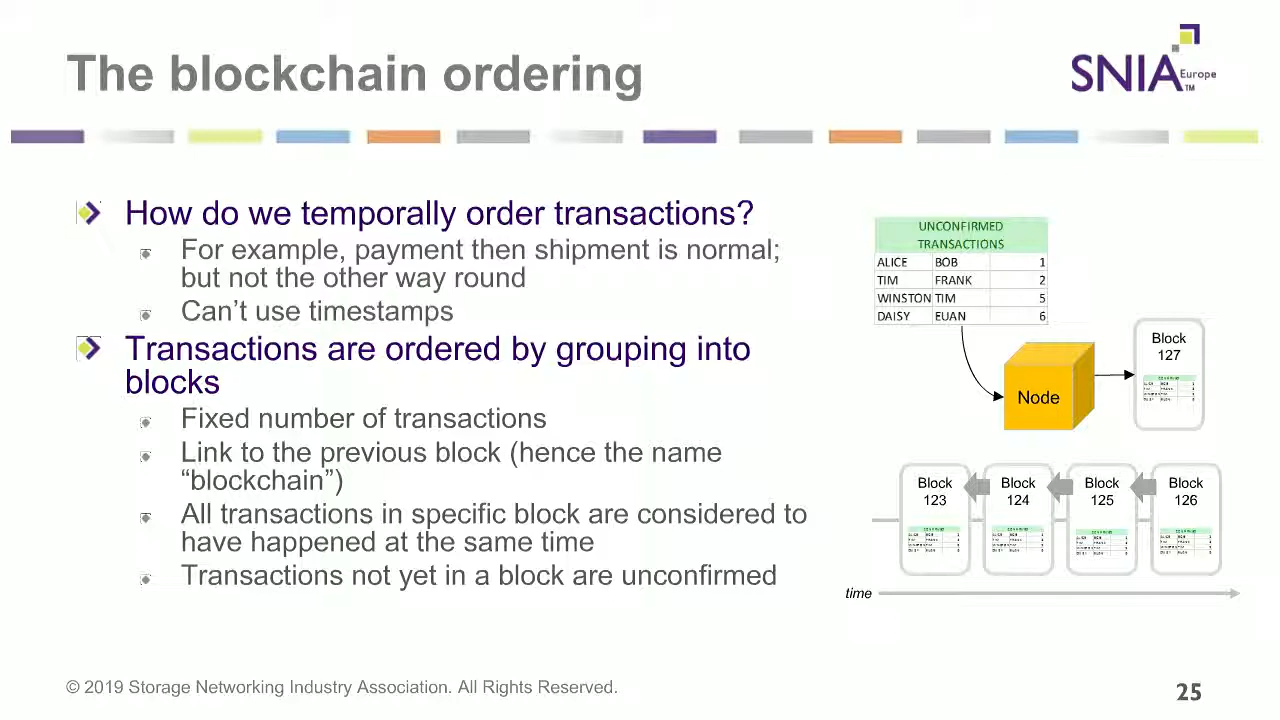 The blockchain ordering
SNIA Europe
TM
How do we temporally order transactions?
For example, payment then shipment is normal;
but not the other way round
Can't use timestamps
Transactions are ordered by grouping into
blocks
Fixed number of transactions
Link to the previous block (hence the name
“blockchain”)
All transactions in specific block are considered to
have happened at the same time
Transactions not yet in a block are unconfirmed
UNCONFIRMED
TRANSACTIONS
ALICE BOB 1
TIM FRANK 2
WINSTON TIM 5
DAISY EUAN 6
Node
Block
127
Block
123
Block
124
Block
125
Block
126
time
© 2019 Storage Networking Industry Association. All Rights Reserved.
25